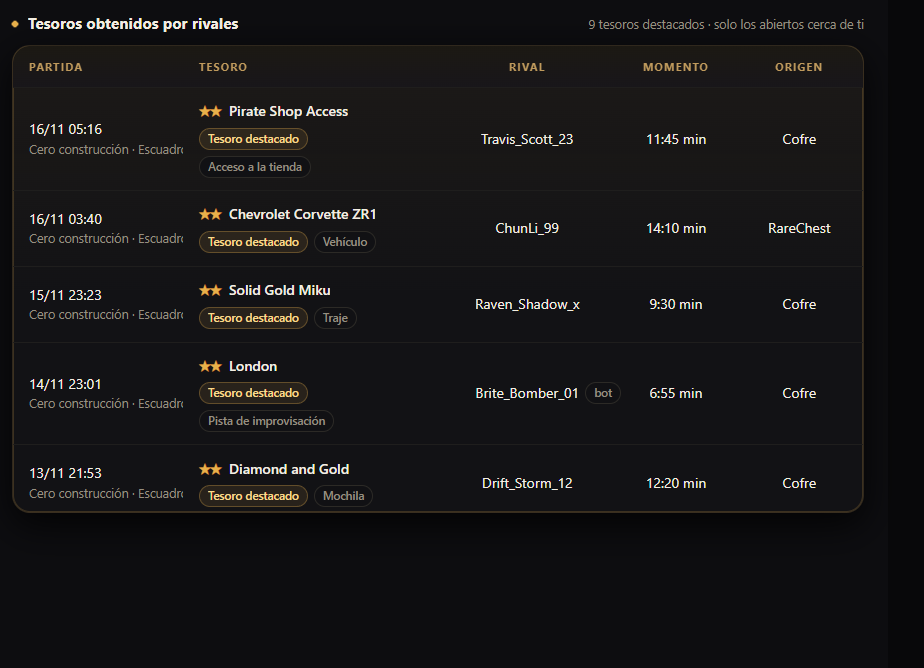 Tesoros obtenidos por rivales
9 tesoros destacados · solo los abiertos cerca de ti
PARTIDA TESORO RIVAL MOMENTO ORIGEN
★★ Pirate Shop Access
16/11 05:16
Tesoro destacado
Travis_Scott_23 11:45 min Cofre
Cero construcción · Escuadr
Acceso a la tienda
★★ Chevrolet Corvette ZR1
16/11 03:40
ChunLi_99 14:10 min RareChest
Cero construcción · Escuadr
Tesoro destacado Vehículo
★★ Solid Gold Miku
15/11 23:23
Raven_Shadow_x 9:30 min Cofre
Cero construcción · Escuadr
Tesoro destacado Traje
★★ London
14/11 23:01
Tesoro destacado
Brite_Bomber_01 bot 6:55 min Cofre
Cero construcción · Escuadr
Pista de improvisación
★★ Diamond and Gold
13/11 21:53
Drift_Storm_12 12:20 min Cofre
Cero construcción · Escuadr
Tesoro destacado Mochila